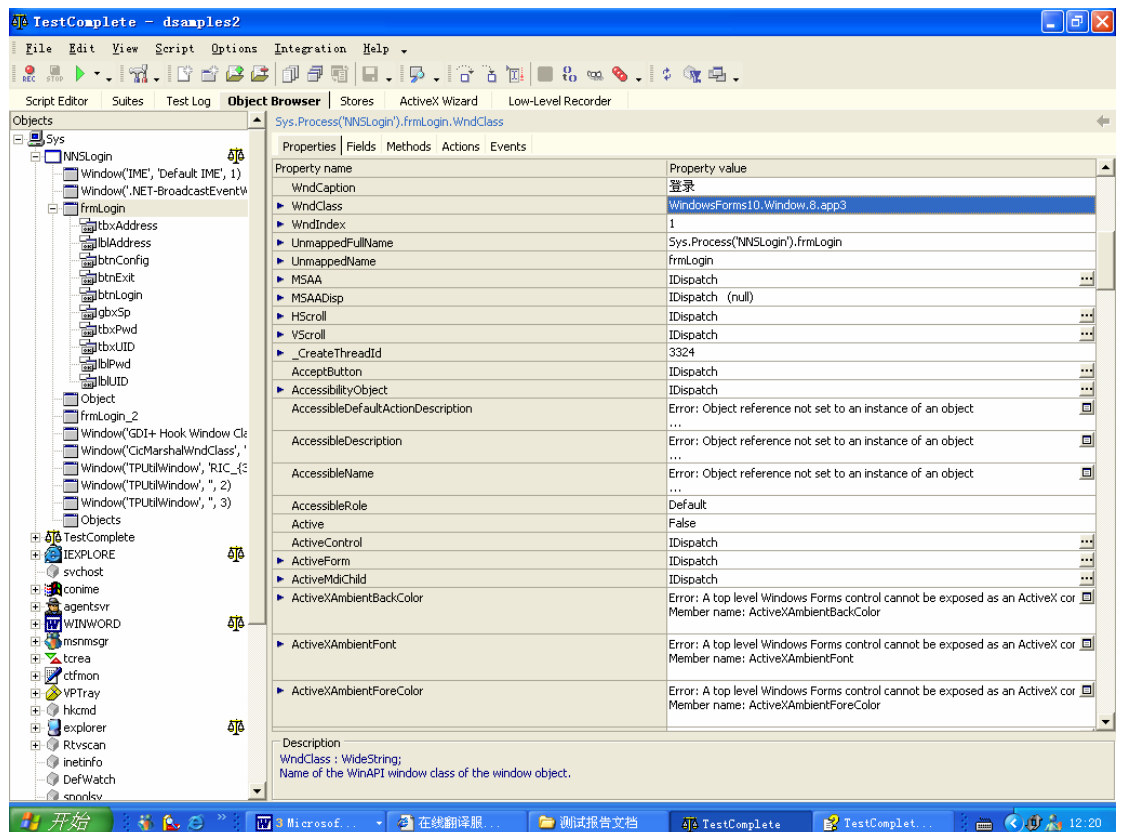 TestComplete - dsamples2
File Edit View Script Options Integration Help
REC STOP
Script Editor Suites Test Log Object Browser Stores ActiveX Wizard Low-Level Recorder
Objects
Sys
NNSLogin
Window('IME', 'Default IME', 1)
Window('.NET-BroadcastEventW
frmLogin
tbxAddress
lblAddress
btnConfig
btnExit
btnLogin
gbxSp
tbxPwd
tbxUID
lblPwd
lblUID
Object
frmLogin_2
Window('GDI+ Hook Window Cla
Window('CicMarshalWndClass', '
Window('TPUtilWindow', 'RIC_{3
Window('TPUtilWindow', '', 2)
Window('TPUtilWindow', '', 3)
Objects
TestComplete
IEXPLORE
svchost
conime
agentsvr
WINWORD
msnmsgr
tcrea
ctfmon
VPTray
hkcmd
explorer
Rtvscan
inetinfo
DefWatch
spoolsv
Sys.Process('NNSLogin').frmLogin.WndClass
Properties Fields Methods Actions Events
Property name Property value
WndCaption 登录
WndClass WindowsForms10.Window.8.app3
WndIndex 1
UnmappedFullName Sys.Process('NNSLogin').frmLogin
UnmappedName frmLogin
MSAA IDispatch ...
MSAADisp IDispatch (null)
HScroll IDispatch ...
VScroll IDispatch ...
_CreateThreadId 3324
AcceptButton IDispatch ...
AccessibilityObject IDispatch ...
AccessibleDefaultActionDescription Error: Object reference not set to an instance of an object
...
AccessibleDescription Error: Object reference not set to an instance of an object
...
AccessibleName Error: Object reference not set to an instance of an object
...
AccessibleRole Default
Active False
ActiveControl IDispatch ...
ActiveForm IDispatch ...
ActiveMdiChild IDispatch ...
ActiveXAmbientBackColor Error: A top level Windows Forms control cannot be exposed as an ActiveX cor
Member name: ActiveXAmbientBackColor
ActiveXAmbientFont Error: A top level Windows Forms control cannot be exposed as an ActiveX cor
Member name: ActiveXAmbientFont
ActiveXAmbientForeColor Error: A top level Windows Forms control cannot be exposed as an ActiveX cor
Member name: ActiveXAmbientForeColor
Description
WndClass : WideString;
Name of the WinAPI window class of the window object.
开始 3 Microsof... 在线翻译服... 测试报告文档 TestComplete TestComplet... 12:20